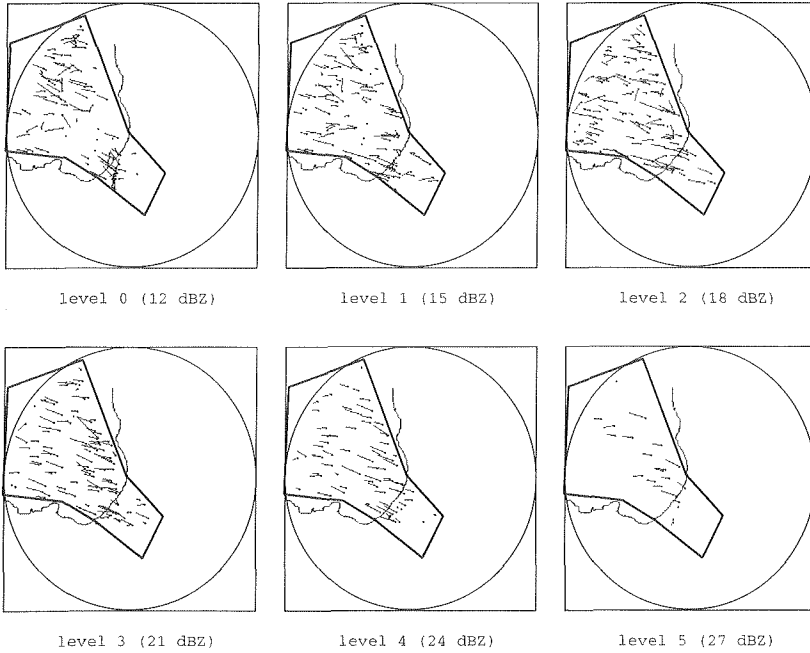 level 0 (12 dBZ)
level 1 (15 dBZ)
level 2 (18 dBZ)
level 3 (21 dBZ)
level 4 (24 dBZ)
level 5 (27 dBZ)